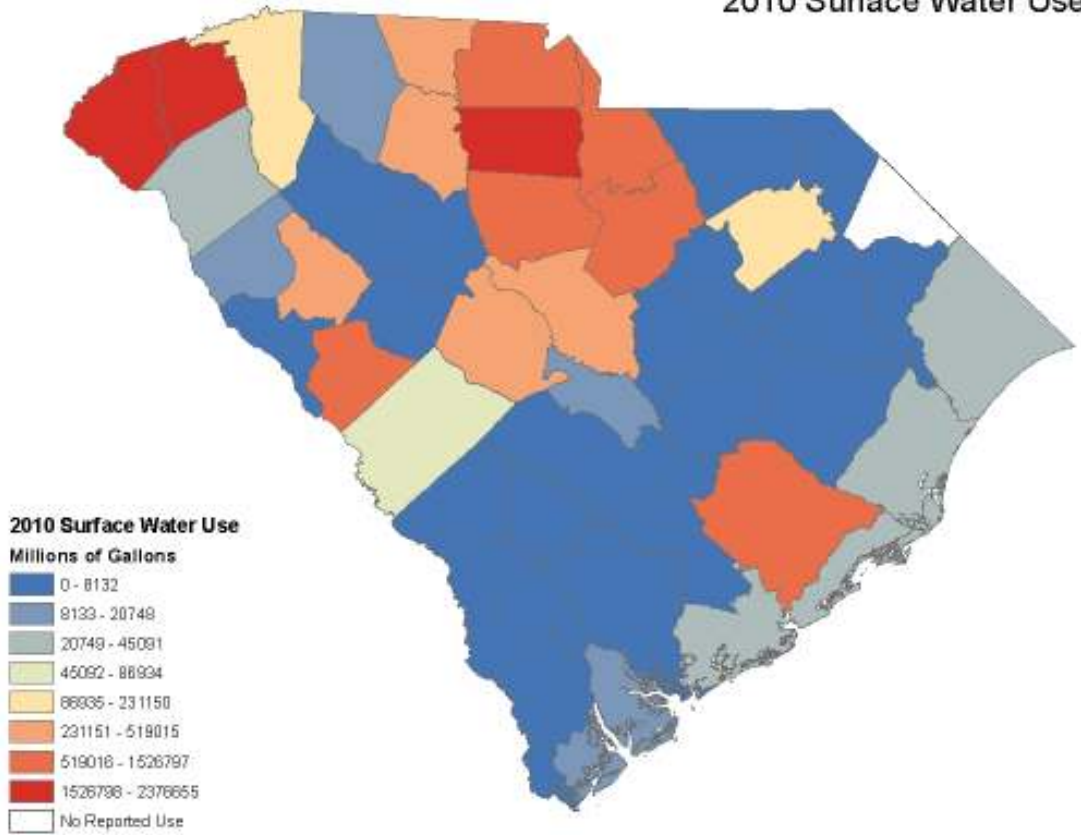 2010 Surface Water Use
2010 Surface Water Use
Millions of Gallons
0 - 8132
8133 - 20748
20749 - 45091
45092 - 86934
86935 - 231150
231151 - 519015
519016 - 1526797
1526798 - 2376655
No Reported Use